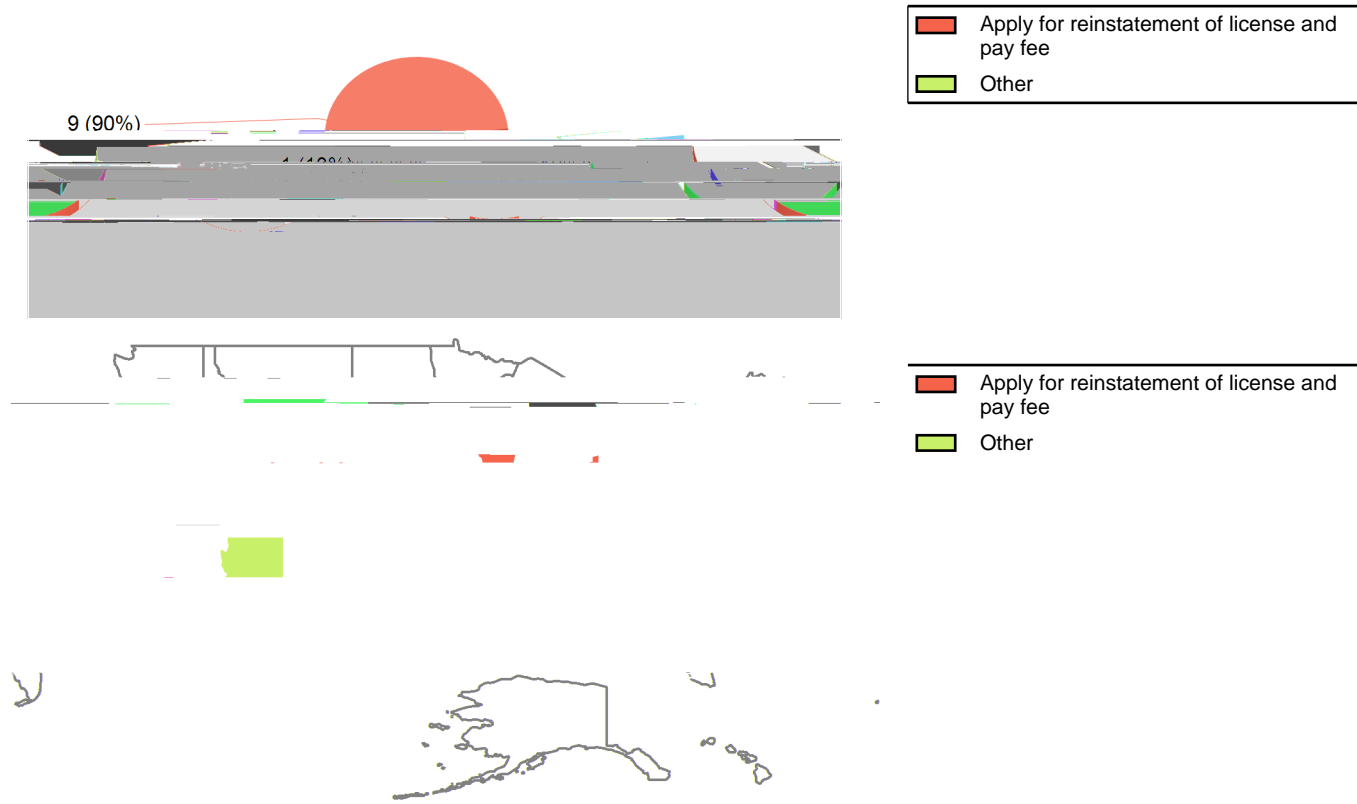 Apply for reinstatement of license and
pay fee
Other
9 (90%)
Apply for reinstatement of license and
pay fee
Other